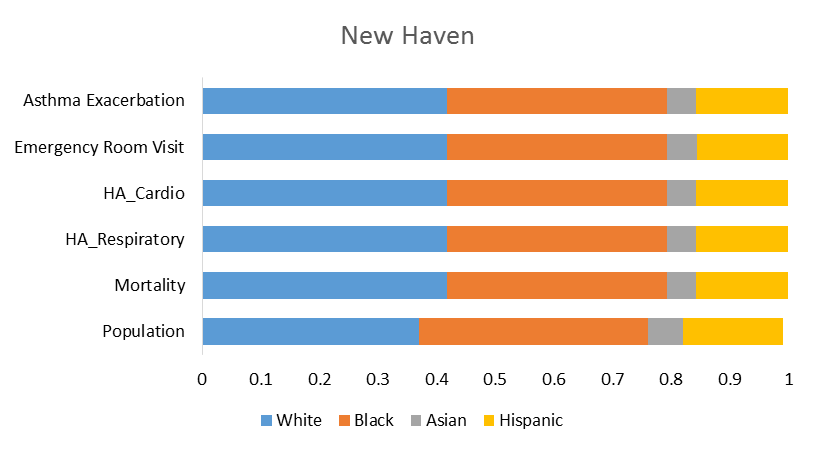 New Haven
Asthma Exacerbation
Emergency Room Visit
HA_Cardio
HA_Respiratory
Mortality
Population
0 0.1 0.2 0.3 0.4 0.5 0.6 0.7 0.8 0.9 1
White Black Asian Hispanic